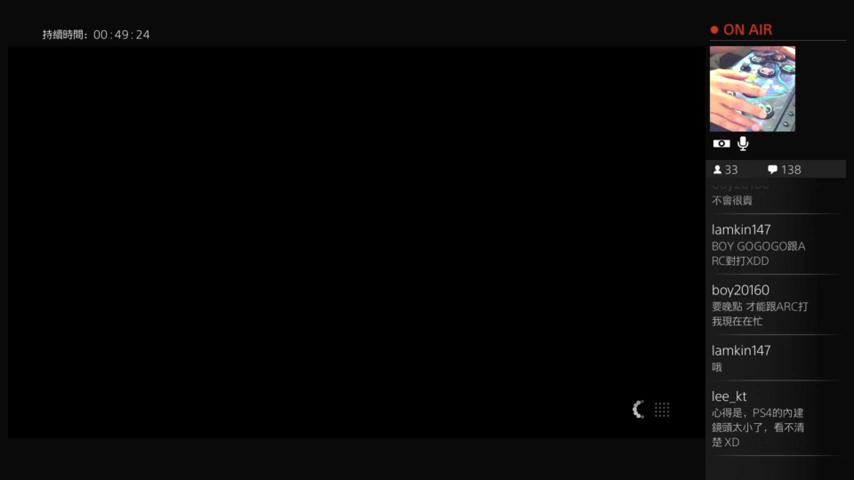 持續時間: 00:49:24
ON AIR
33 138
不會很貴
lamkin147
BOY GOGOGO跟A
RC對打XDD
boy20160
要晚點 才能跟ARC打
我現在在忙
lamkin147
哦
lee_kt
心得是，PS4的內建
鏡頭太小了，看不清
楚 XD